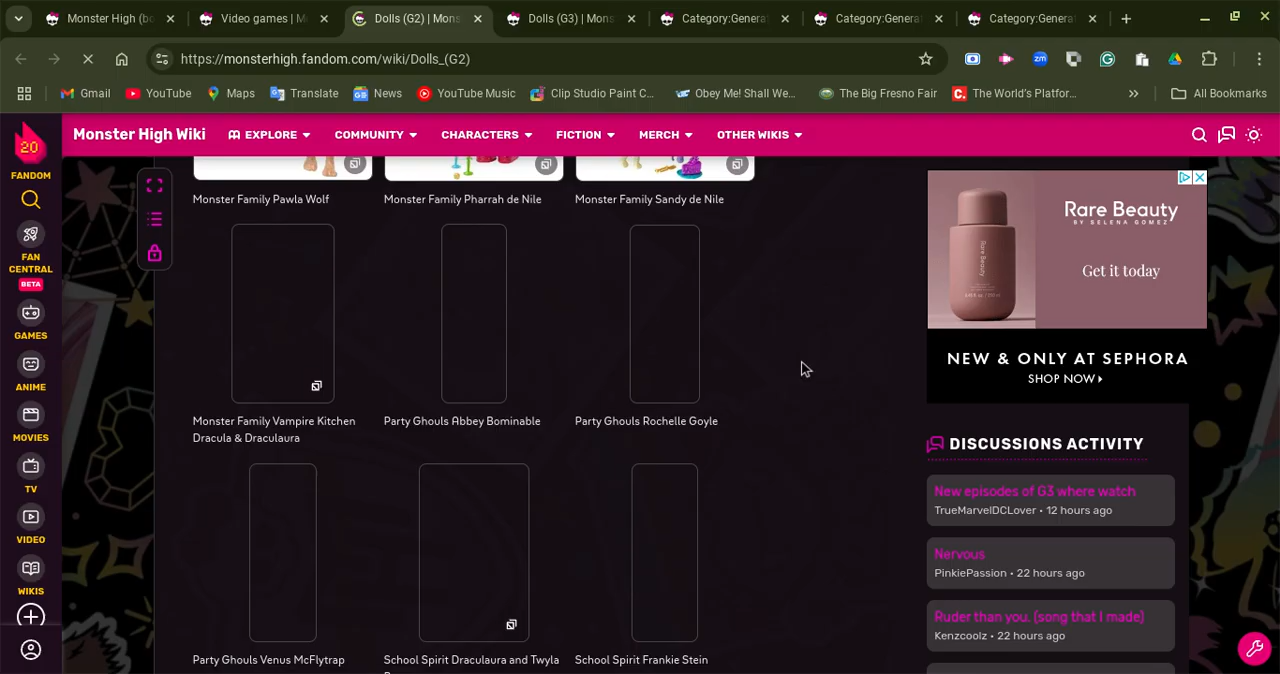 Monster High (bo
Video games | M
Dolls (G2) | Mons
Dolls (G3) | Mons
Category:Genera
Category:Genera
Category:Genera
https://monsterhigh.fandom.com/wiki/Dolls_(G2)
Gmail
YouTube
Maps
Translate
News
YouTube Music
Clip Studio Paint C...
Obey Me! Shall We...
The Big Fresno Fair
The World's Platfor...
All Bookmarks
20
FANDOM
FAN CENTRAL
BETA
GAMES
ANIME
MOVIES
TV
VIDEO
WIKIS
Monster High Wiki
EXPLORE
COMMUNITY
CHARACTERS
FICTION
MERCH
OTHER WIKIS
Monster Family Pawla Wolf
Monster Family Pharrah de Nile
Monster Family Sandy de Nile
Monster Family Vampire Kitchen
Dracula & Draculaura
Party Ghouls Abbey Bominable
Party Ghouls Rochelle Goyle
Party Ghouls Venus McFlytrap
School Spirit Draculaura and Twyla
School Spirit Frankie Stein
Rare Beauty
BY SELENA GOMEZ
Get it today
NEW & ONLY AT SEPHORA
SHOP NOW
DISCUSSIONS ACTIVITY
New episodes of G3 where watch
TrueMarvelDCLover • 12 hours ago
Nervous
PinkiePassion • 22 hours ago
Ruder than you. (song that I made)
Kenzcoolz • 22 hours ago